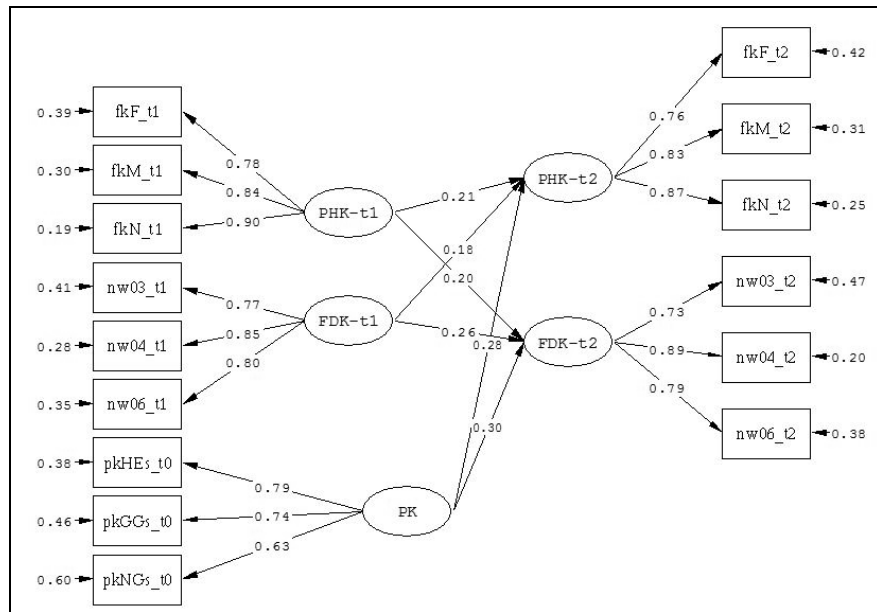 0.39 fkF_t1
0.30 fkM_t1
0.19 fkN_t1
0.41 nw03_t1
0.28 nw04_t1
0.35 nw06_t1
0.38 pkHEs_t0
0.46 pkGGs_t0
0.60 pkNGs_t0
0.78
0.84
0.90
0.77
0.85
0.80
0.79
0.74
0.63
PHK-t1
FDK-t1
PK
0.21
0.18
0.20
0.26
0.28
0.30
PHK-t2
FDK-t2
0.76
0.83
0.87
0.73
0.89
0.79
fkF_t2 0.42
fkM_t2 0.31
fkN_t2 0.25
nw03_t2 0.47
nw04_t2 0.20
nw06_t2 0.38